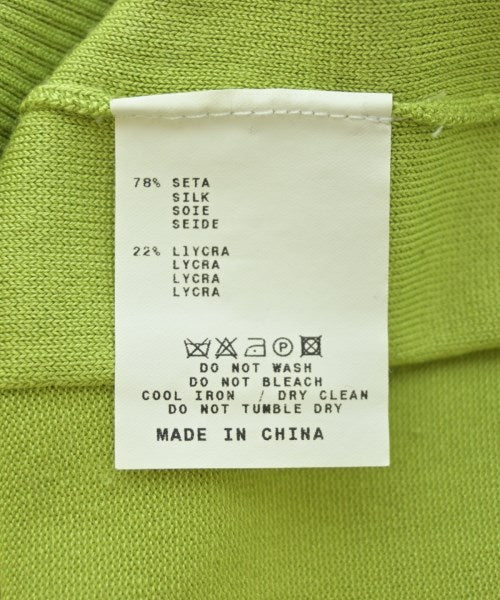 78% SETA
SILK
SOIE
SEIDE
22% LlYCRA
LYCRA
LYCRA
LYCRA
P
DO NOT WASH
DO NOT BLEACH
COOL IRON / DRY CLEAN
DO NOT TUMBLE DRY
MADE IN CHINA